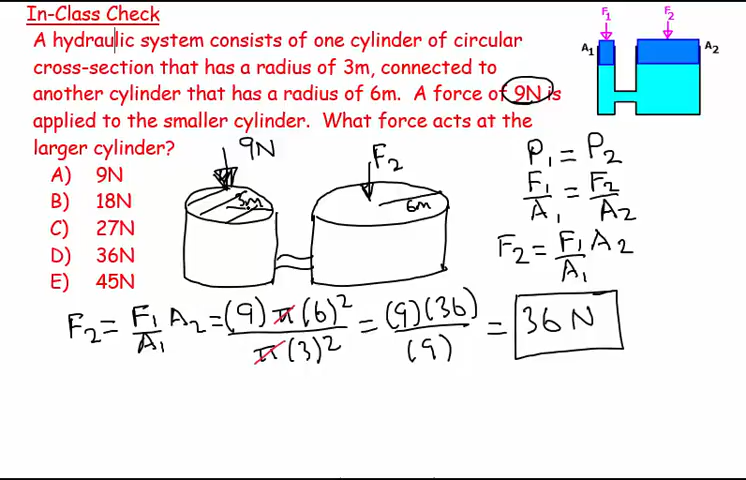 In-Class Check
A hydraulic system consists of one cylinder of circular
cross-section that has a radius of 3m, connected to
another cylinder that has a radius of 6m. A force of 9N is
applied to the smaller cylinder. What force acts at the
larger cylinder?
A) 9N
B) 18N
C) 27N
D) 36N
E) 45N
F₁ F₂
A₁ A₂
9N
F₂
3m
6m
P₁ = P₂
F₁/A₁ = F₂/A₂
F₂ = F₁/A₁ A₂
F₂ = F₁/A₁ A₂ = (9) π (6)²/π (3)² = (9)(36)/(9) = 36 N